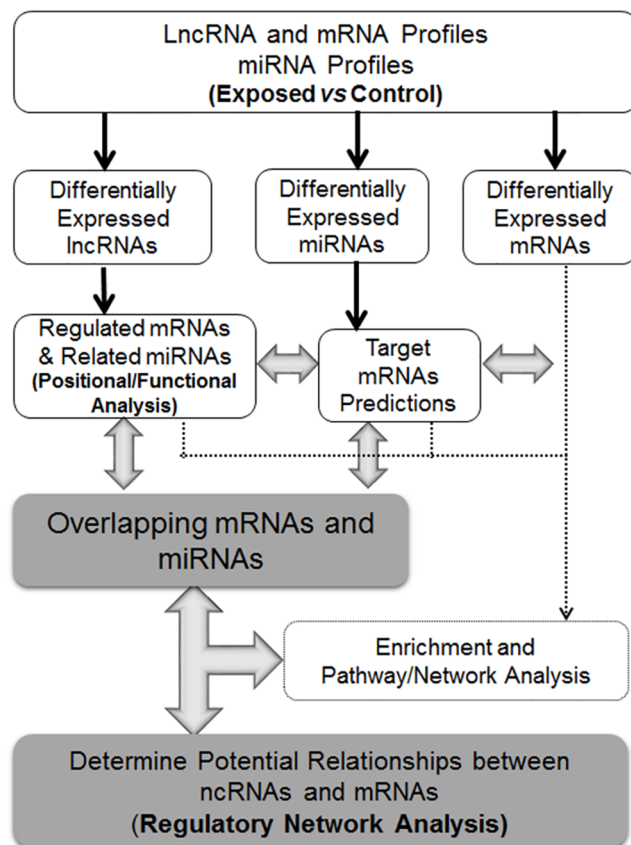 LncRNA and mRNA Profiles
miRNA Profiles
(Exposed vs Control)
Differentially
Expressed
lncRNAs
Differentially
Expressed
miRNAs
Differentially
Expressed
mRNAs
Regulated mRNAs
& Related miRNAs
(Positional/Functional
Analysis)
Target
mRNAs
Predictions
Overlapping mRNAs and
miRNAs
Enrichment and
Pathway/Network Analysis
Determine Potential Relationships between
ncRNAs and mRNAs
(Regulatory Network Analysis)